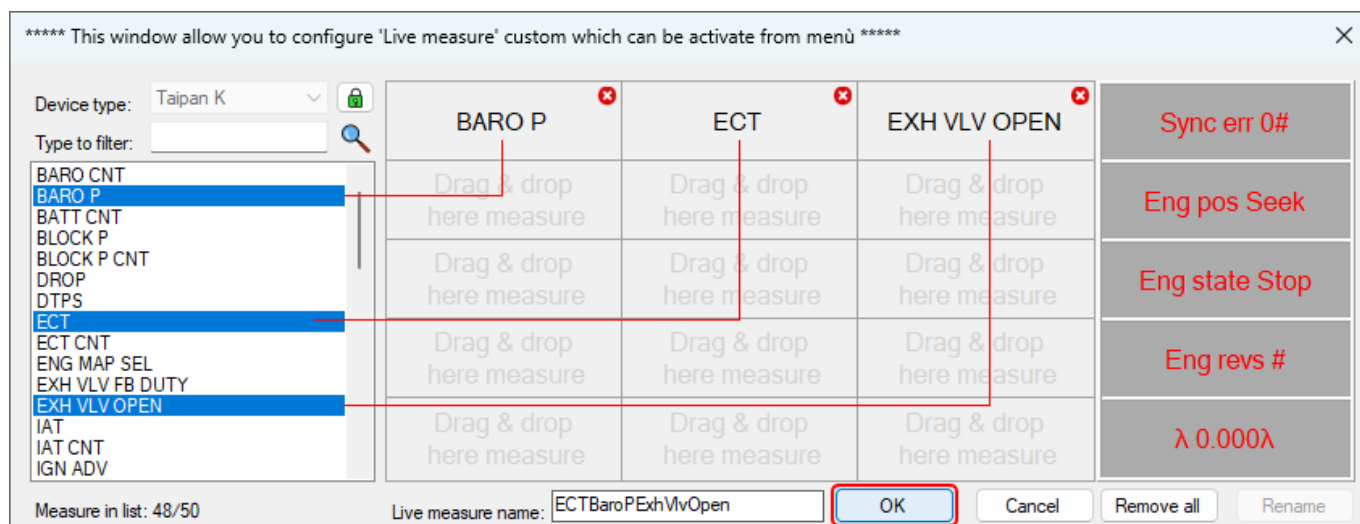 ***** This window allow you to configure 'Live measure' custom which can be activate from menù *****
Device type:
Taipan K
Type to filter:
BARO CNT
BARO P
BATT CNT
BLOCK P
BLOCK P CNT
DROP
DTPS
ECT
ECT CNT
ENG MAP SEL
EXH VLV FB DUTY
EXH VLV OPEN
IAT
IAT CNT
IGN ADV
Measure in list: 48/50
BARO P
ECT
EXH VLV OPEN
Drag & drop
here measure
Drag & drop
here measure
Drag & drop
here measure
Drag & drop
here measure
Drag & drop
here measure
Drag & drop
here measure
Drag & drop
here measure
Drag & drop
here measure
Drag & drop
here measure
Drag & drop
here measure
Drag & drop
here measure
Drag & drop
here measure
Sync err 0#
Eng pos Seek
Eng state Stop
Eng revs #
λ 0.000λ
Live measure name:
ECTBaroPExhVlvOpen
OK
Cancel
Remove all
Rename